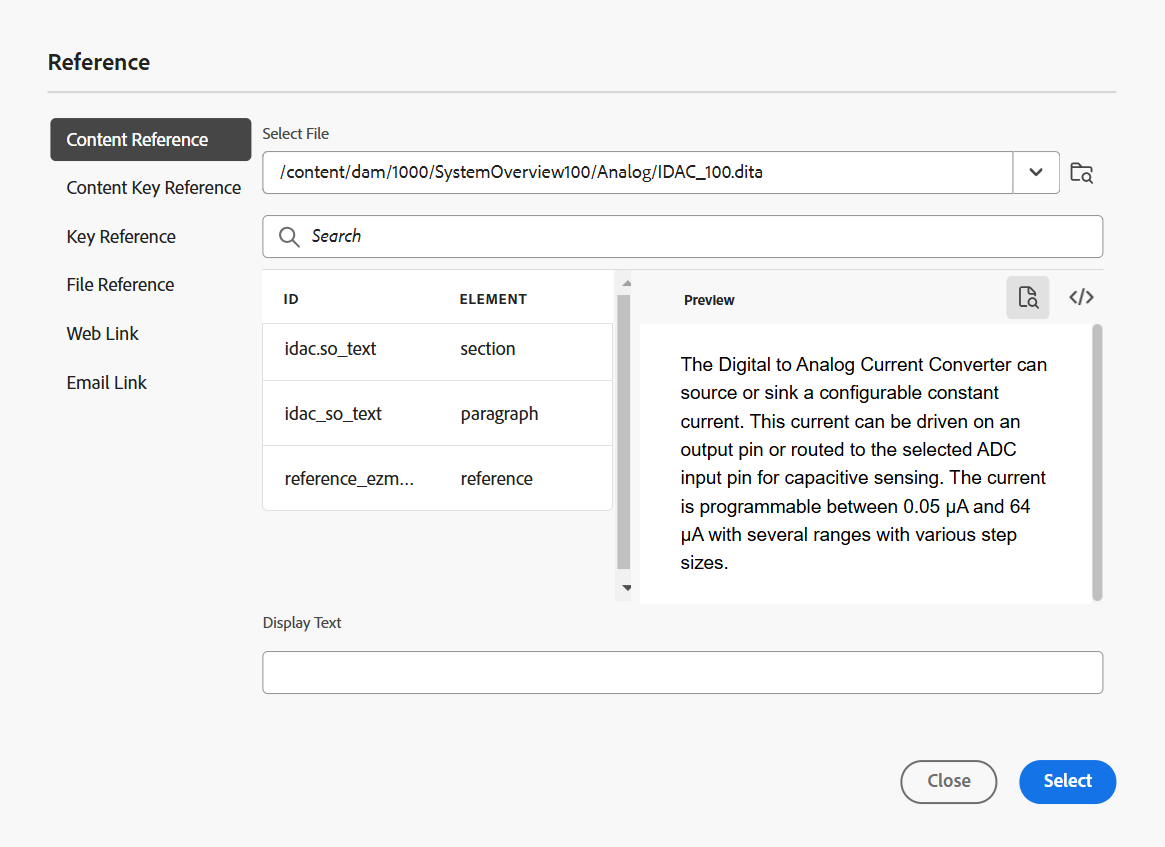 Reference
Content Reference
Content Key Reference
Key Reference
File Reference
Web Link
Email Link
Select File
/content/dam/1000/SystemOverview100/Analog/IDAC_100.dita
Search
ID ELEMENT
idac.so_text section
idac_so_text paragraph
reference_ezm... reference
Preview
</>
The Digital to Analog Current Converter can
source or sink a configurable constant
current. This current can be driven on an
output pin or routed to the selected ADC
input pin for capacitive sensing. The current
is programmable between 0.05 μA and 64
μA with several ranges with various step
sizes.
Display Text
Close
Select